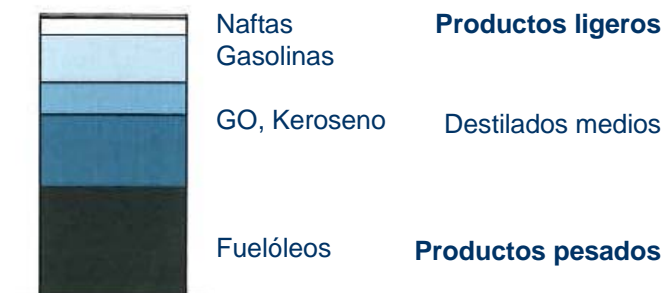 Naftas Productos ligeros
Gasolinas
GO, Keroseno Destilados medios
Fuelóleos Productos pesados